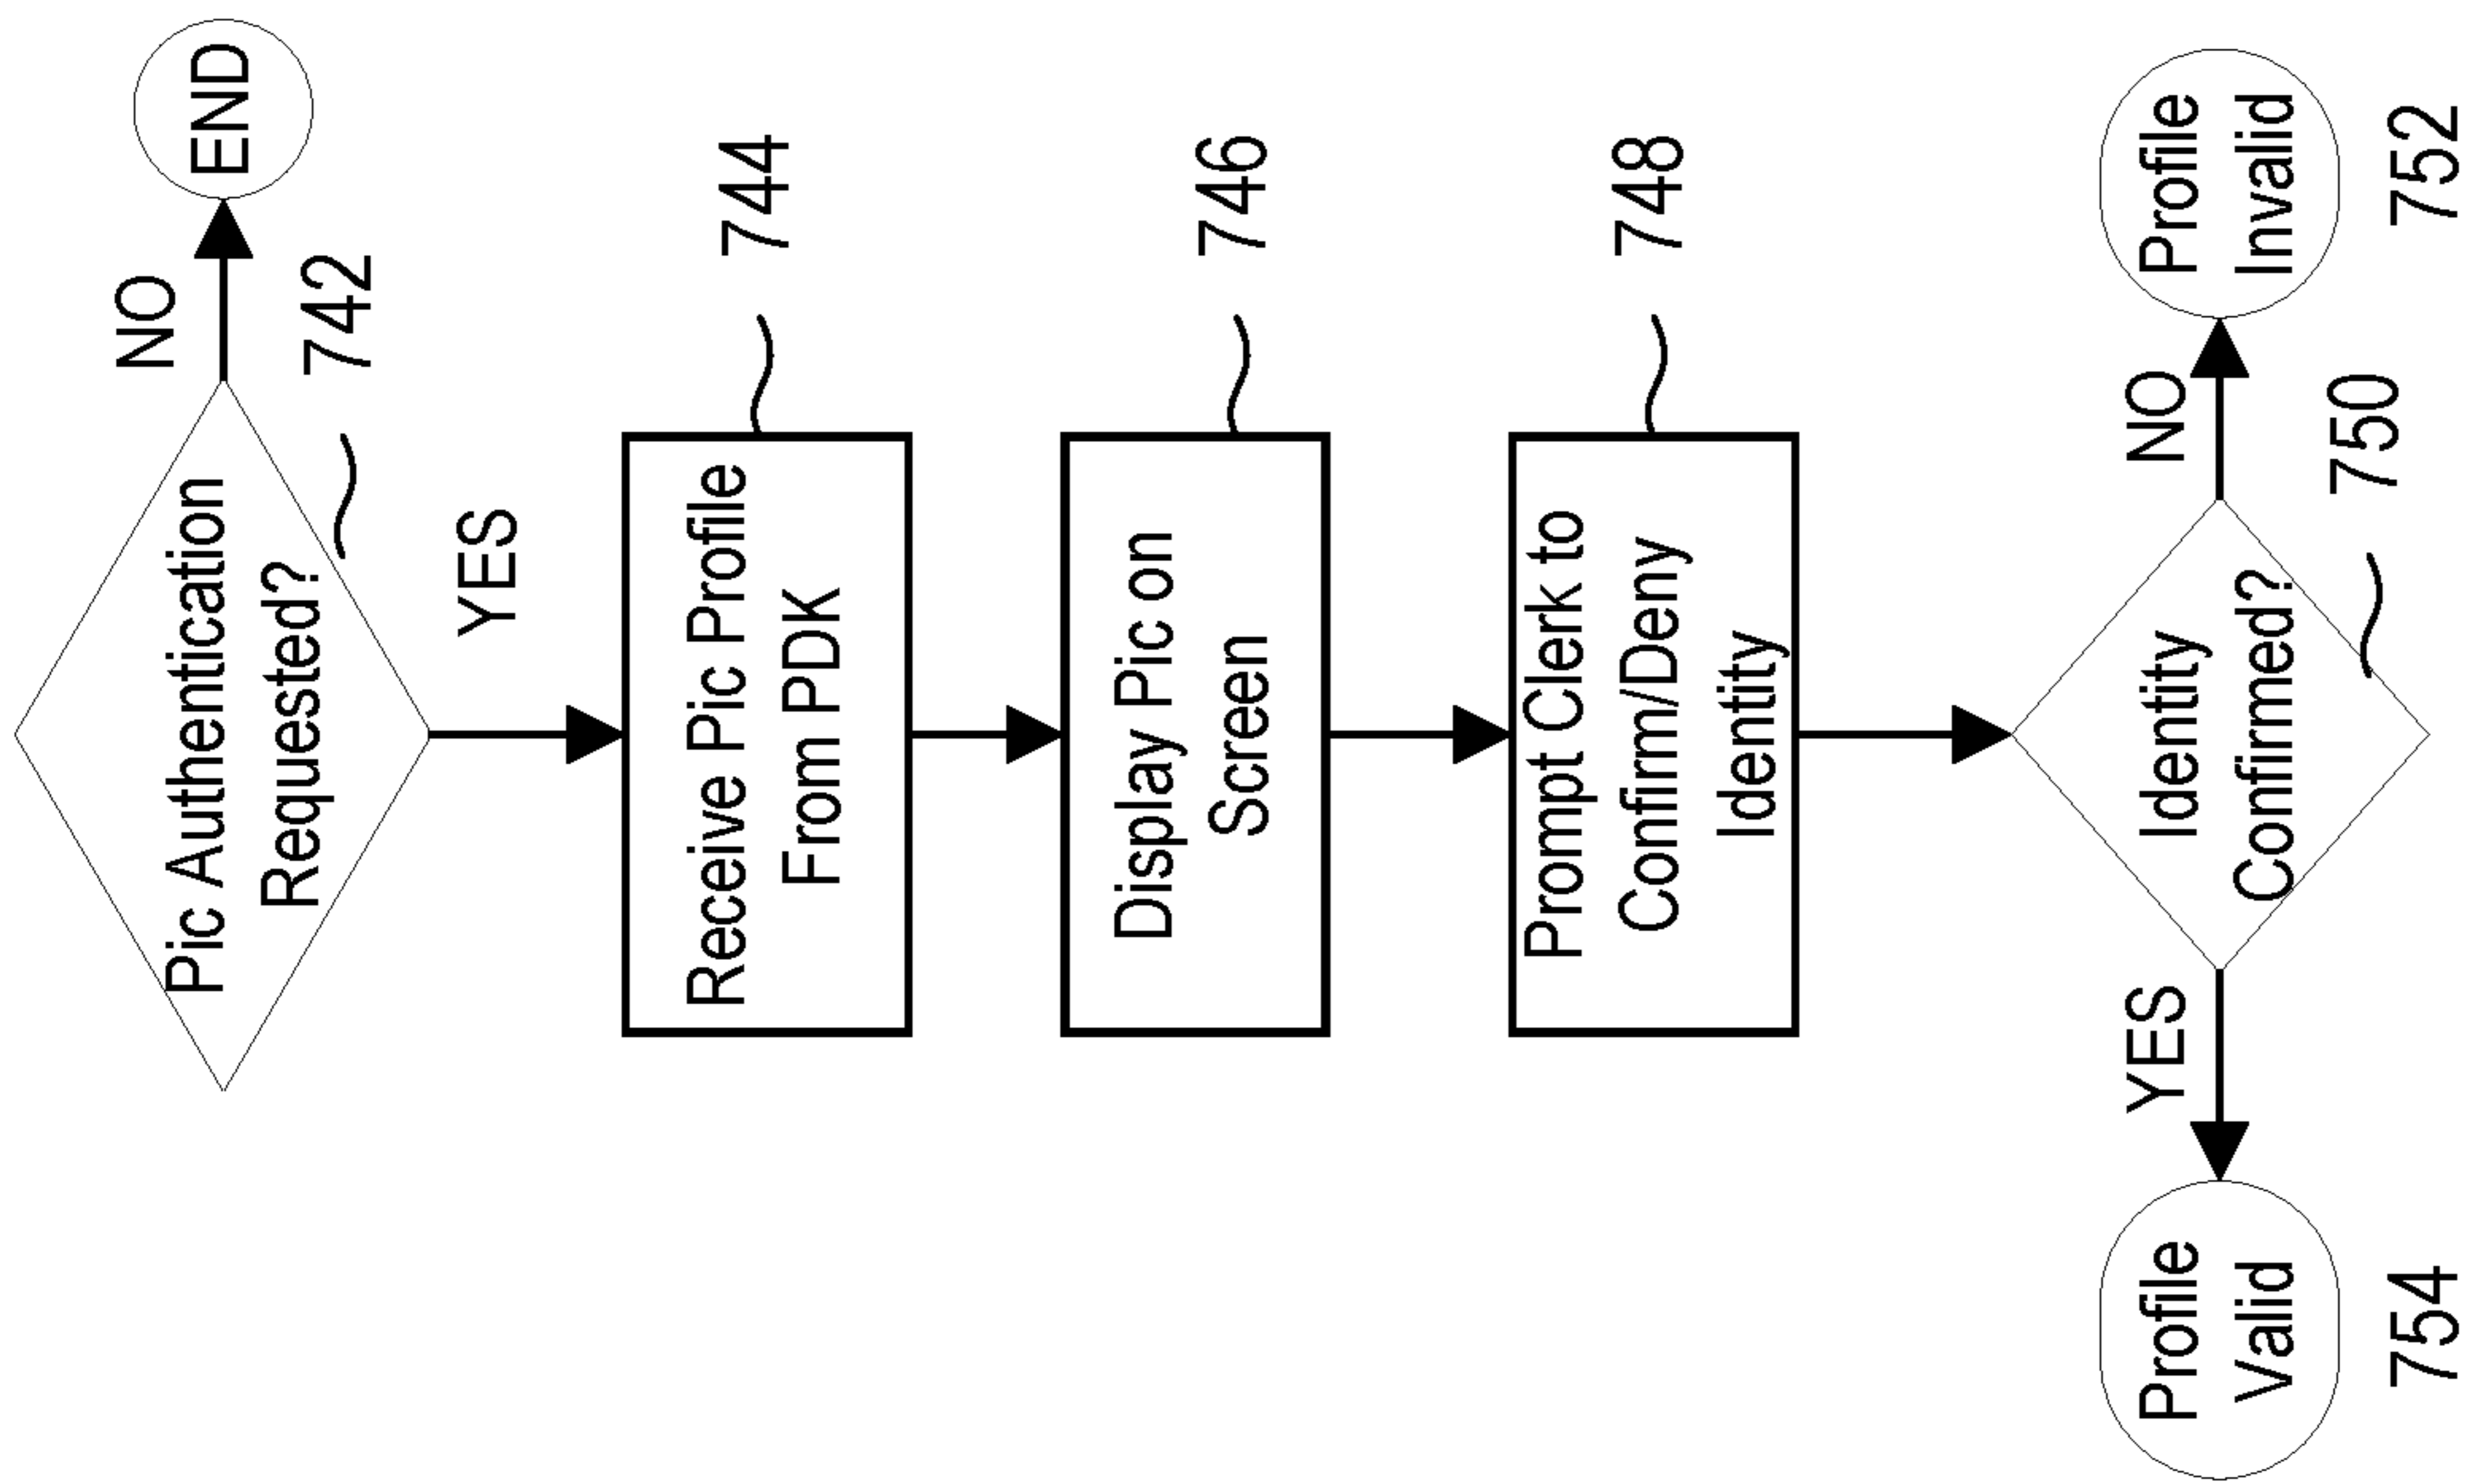 Pic Authentication
Requested?
742
NO
END
YES
Receive Pic Profile
From PDK
744
Display Pic on
Screen
746
Prompt Clerk to
Confirm/Deny
Identity
748
Identity
Confirmed?
750
YES
NO
Profile
Valid
754
Profile
Invalid
752